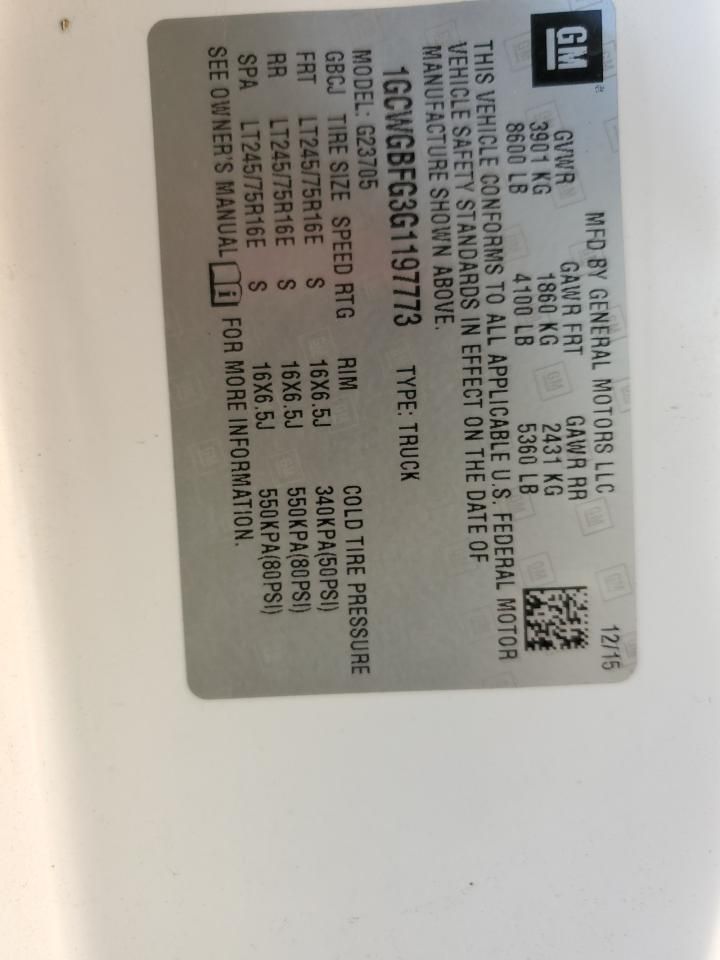 GM
MFD BY GENERAL MOTORS LLC 12/15
GVWR GAWR FRT GAWR RR
3901 KG 1860 KG 2431 KG
8600 LB 4100 LB 5360 LB
THIS VEHICLE CONFORMS TO ALL APPLICABLE U.S. FEDERAL MOTOR
VEHICLE SAFETY STANDARDS IN EFFECT ON THE DATE OF
MANUFACTURE SHOWN ABOVE.
1GCWGBFG3G1197773 TYPE: TRUCK
MODEL: G23705
GBCJ TIRE SIZE SPEED RTG RIM COLD TIRE PRESSURE
FRT LT245/75R16E S 16X6.5J 340KPA(50PSI)
RR LT245/75R16E S 16X6.5J 550KPA(80PSI)
SPA LT245/75R16E S 16X6.5J 550KPA(80PSI)
SEE OWNER'S MANUAL i FOR MORE INFORMATION.